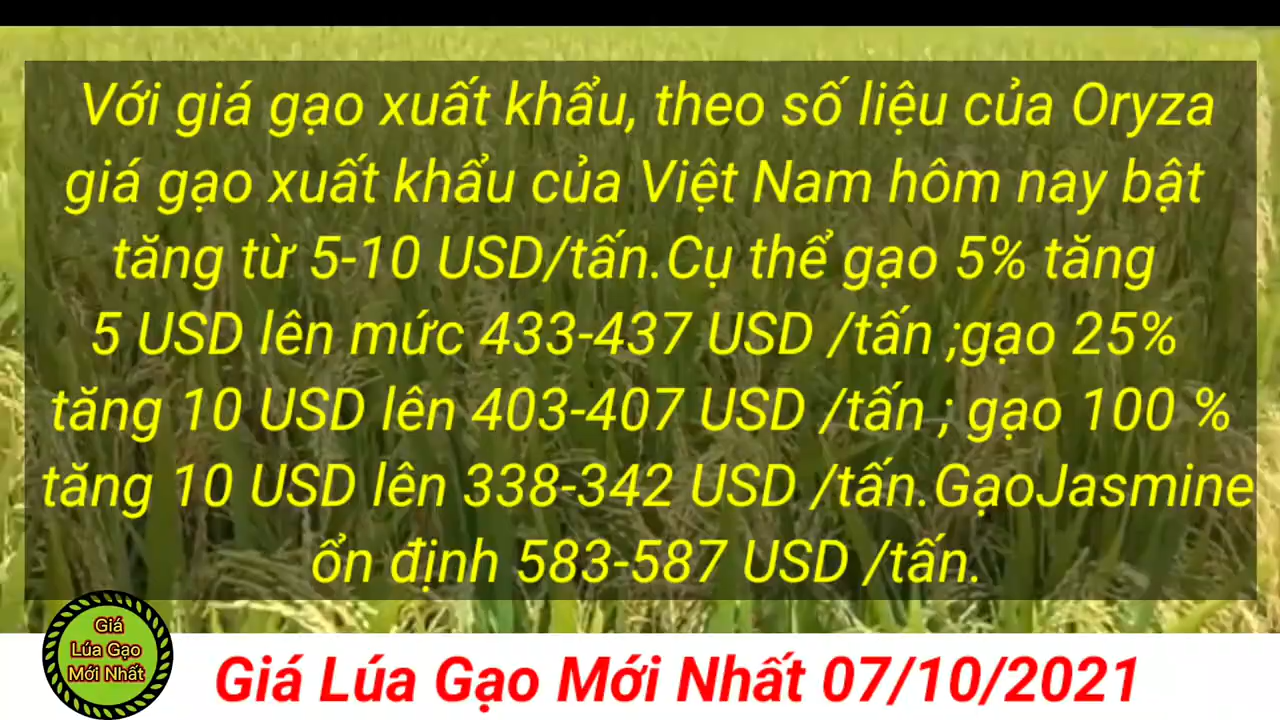 Với giá gạo xuất khẩu, theo số liệu của Oryza
giá gạo xuất khẩu của Việt Nam hôm nay bật
tăng từ 5-10 USD/tấn.Cụ thể gạo 5% tăng
5 USD lên mức 433-437 USD /tấn ;gạo 25%
tăng 10 USD lên 403-407 USD /tấn ; gạo 100 %
tăng 10 USD lên 338-342 USD /tấn.GạoJasmine
ổn định 583-587 USD /tấn.
Giá
Lúa Gạo
Mới Nhất
Giá Lúa Gạo Mới Nhất 07/10/2021